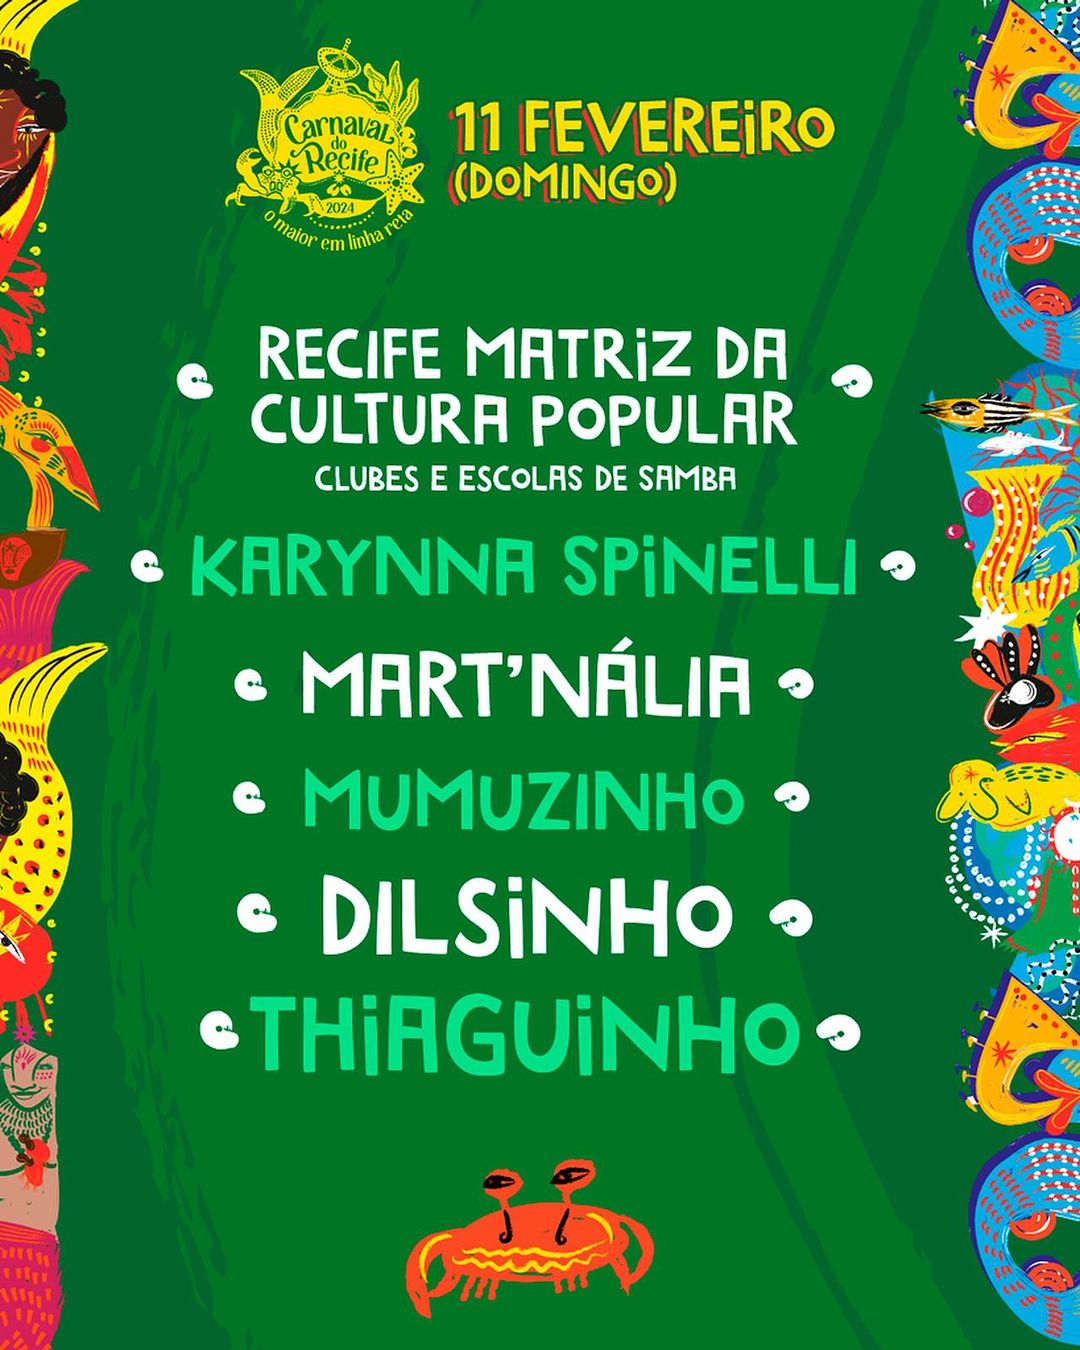 Carnaval
do
Recife
2024
o maior em linha reta
11 FEVEREIRO
(DOMINGO)
RECIFE MATRIZ DA
CULTURA POPULAR
CLUBES E ESCOLAS DE SAMBA
KARYNNA SPINELLI
MART'NÁLIA
MUMUZINHO
DILSINHO
THIAGUINHO